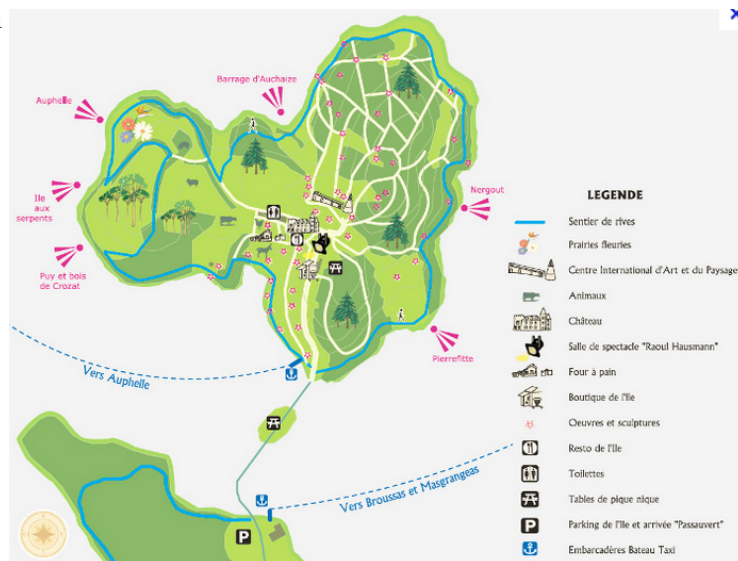 Barrage d'Auchaize
Auphelle
Ile
aux
serpents
Puy et bois
de Crozat
Nergout
Pierrefitte
Vers Auphelle
Vers Broussas et Masgrangeas
P
LEGENDE
Sentier de rives
Prairies fleuries
Centre International d'Art et du Paysage
Animaux
Château
Salle de spectacle "Raoul Hausmann"
Four à pain
Boutique de l'Ile
Oeuvres et sculptures
Resto de l'Ile
Toilettes
Tables de pique nique
P Parking de l'Ile et arrivée "Passauvert"
Embarcadères Bateau Taxi